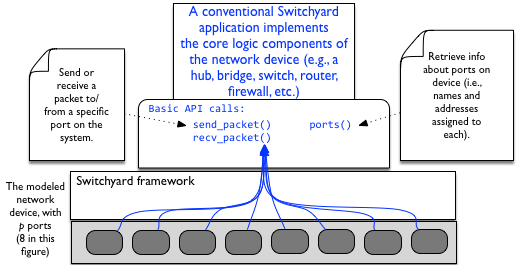 A conventional Switchyard
application implements
the core logic components of
the network device (e.g., a
hub, bridge, switch, router,
firewall, etc.)
Send or
receive a
packet to/
from a specific
port on the
system.
Retrieve info
about ports on
device (i.e.,
names and
addresses
assigned to
each).
Basic API calls:
send_packet()
recv_packet()
ports()
The modeled
network
device, with
p ports
(8 in this
figure)
Switchyard framework